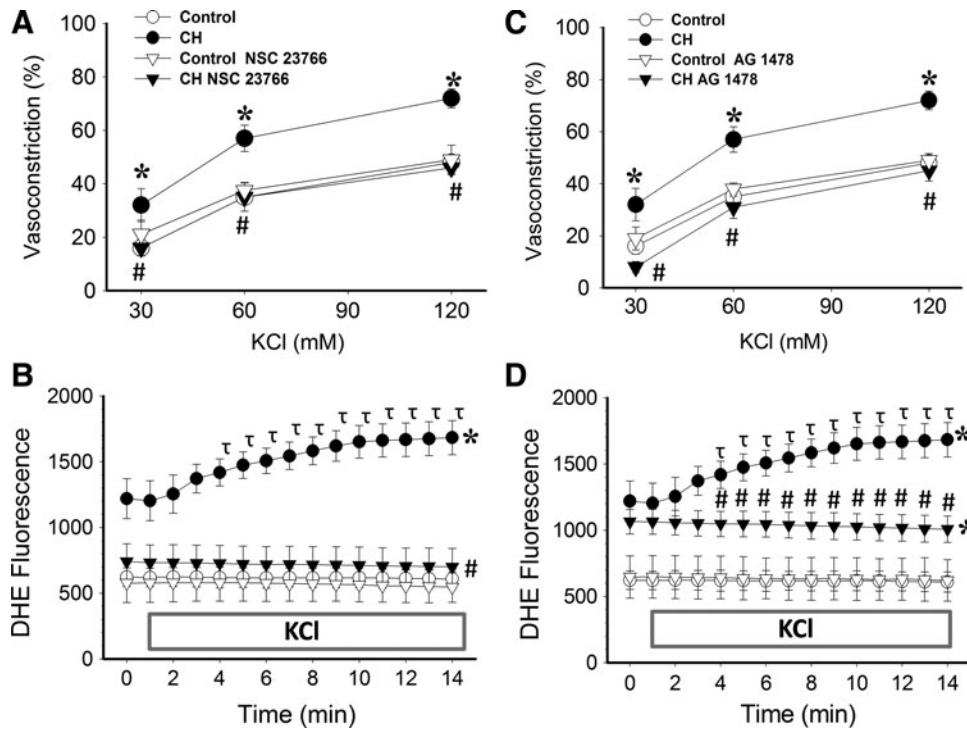 A
Control
CH
Control NSC 23766
CH NSC 23766
Vasoconstriction (%)
100
80
60
40
20
0
* * *
# # #
30 60 90 120
KCl (mM)
C
Control
CH
Control AG 1478
CH AG 1478
Vasoconstriction (%)
100
80
60
40
20
0
* * *
# # #
30 60 90 120
KCl (mM)
B
DHE Fluorescence
2000
1500
1000
500
0
τ τ τ τ τ τ τ τ τ τ τ *
#
KCl
0 2 4 6 8 10 12 14
Time (min)
D
DHE Fluorescence
2000
1500
1000
500
0
τ τ τ τ τ τ τ τ τ τ τ *
# # # # # # # # # # #
*
KCl
0 2 4 6 8 10 12 14
Time (min)